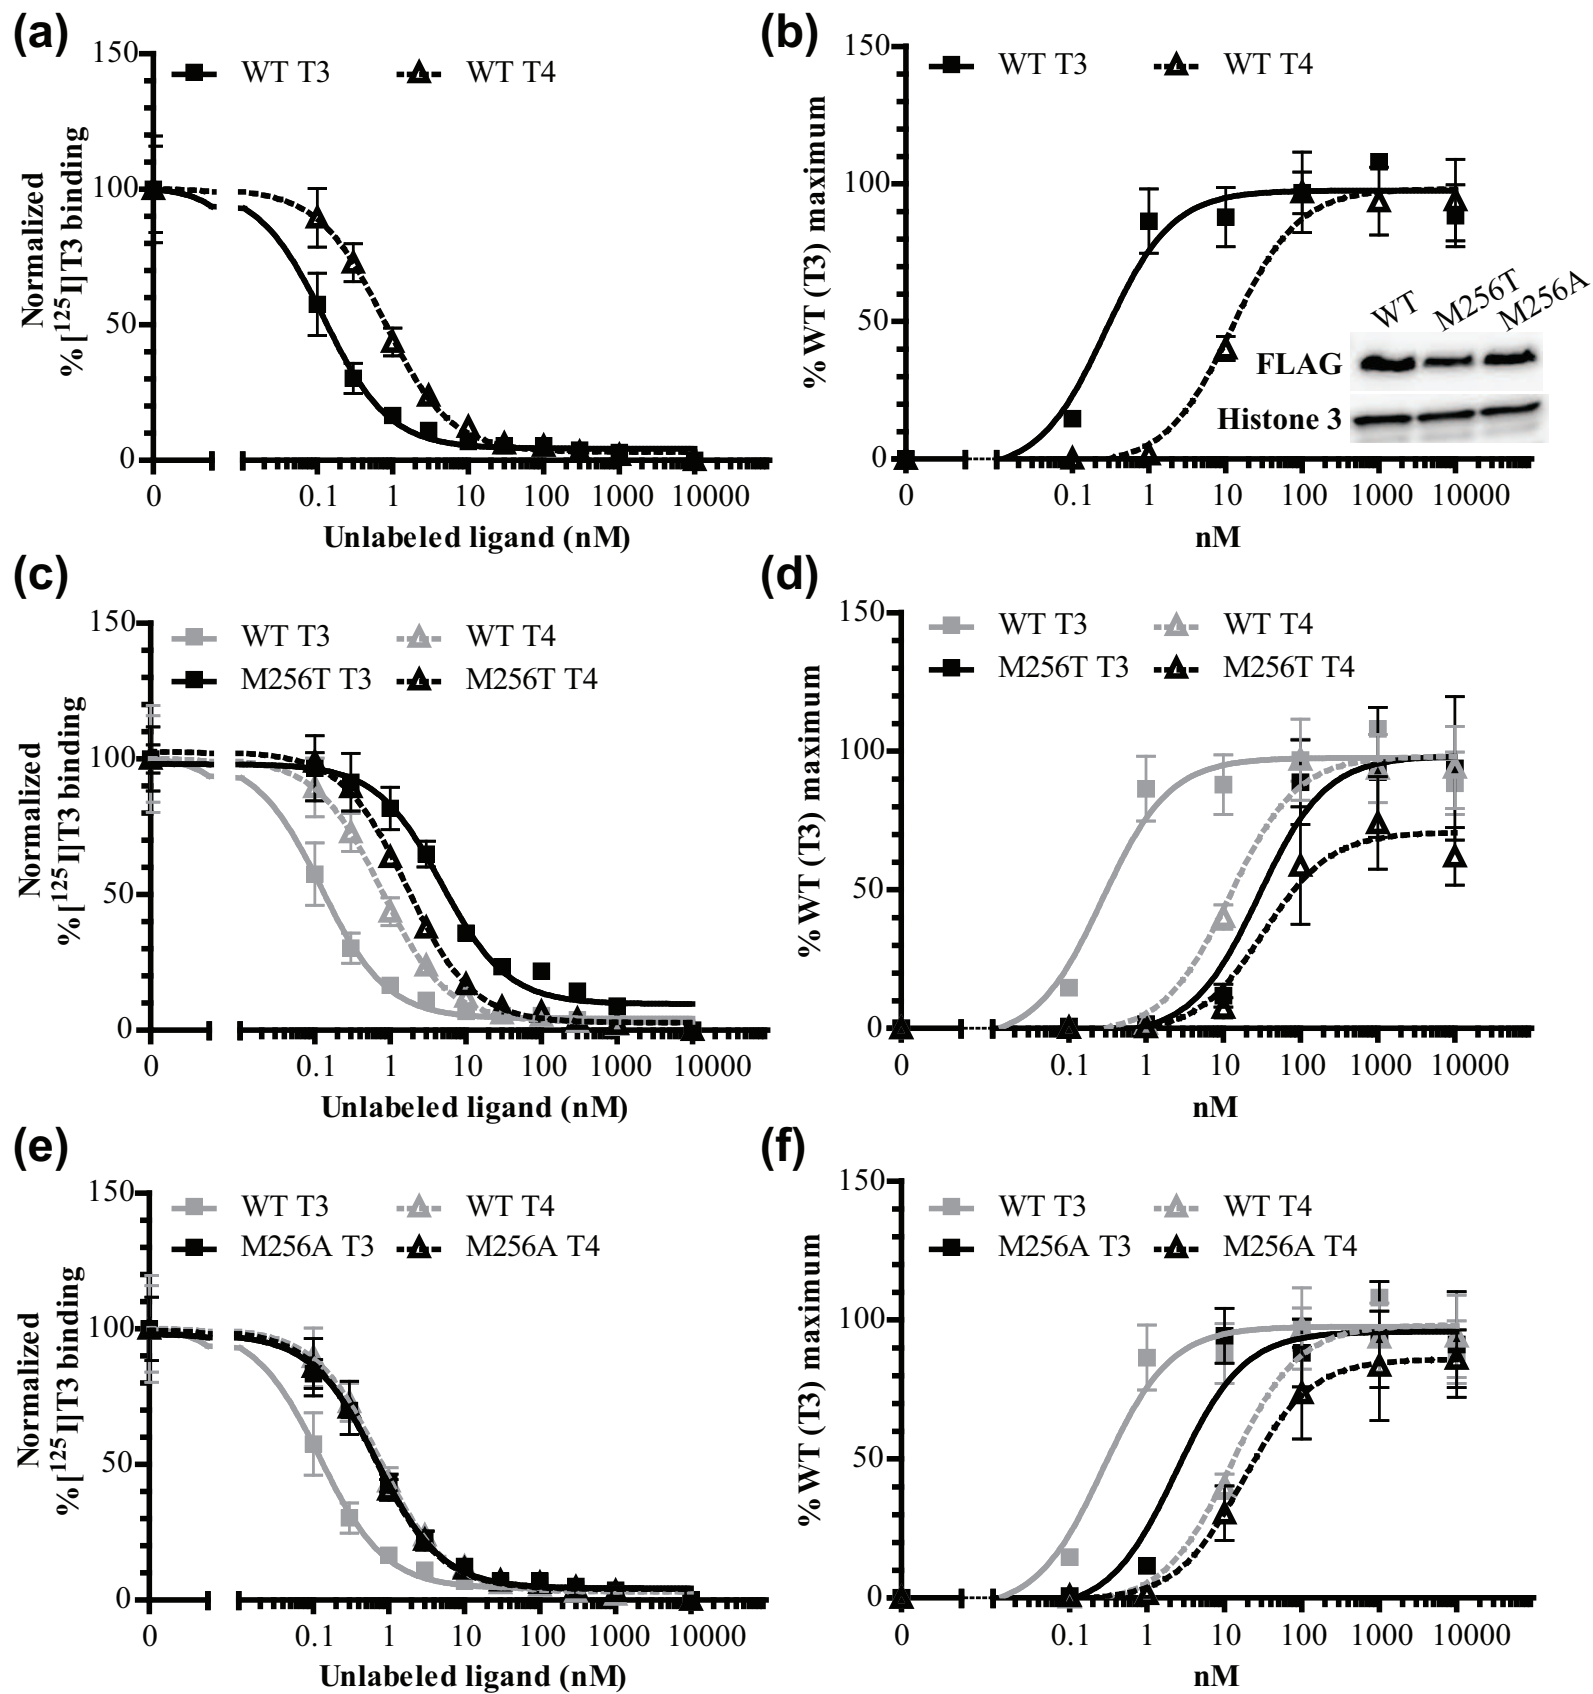 (a)
150
100
50
0
Normalized
% [125I]T3 binding
WT T3
WT T4
0 0.1 1 10 100 1000 10000
Unlabeled ligand (nM)
(b)
150
100
50
0
% WT (T3) maximum
WT T3
WT T4
WT M256T M256A
FLAG
Histone 3
0 0.1 1 10 100 1000 10000
nM
(c)
150
100
50
0
Normalized
% [125I]T3 binding
WT T3
WT T4
M256T T3
M256T T4
0 0.1 1 10 100 1000 10000
Unlabeled ligand (nM)
(d)
150
100
50
0
% WT (T3) maximum
WT T3
WT T4
M256T T3
M256T T4
0 0.1 1 10 100 1000 10000
nM
(e)
150
100
50
0
Normalized
% [125I]T3 binding
WT T3
WT T4
M256A T3
M256A T4
0 0.1 1 10 100 1000 10000
Unlabeled ligand (nM)
(f)
150
100
50
0
% WT (T3) maximum
WT T3
WT T4
M256A T3
M256A T4
0 0.1 1 10 100 1000 10000
nM